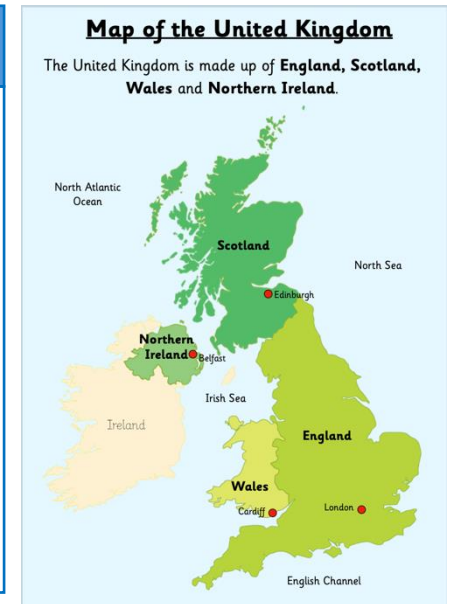 Map of the United Kingdom
The United Kingdom is made up of England, Scotland,
Wales and Northern Ireland.
North Atlantic
Ocean
Scotland
North Sea
Edinburgh
Northern
Ireland
Belfast
Irish Sea
Ireland
England
Wales
Cardiff
London
English Channel